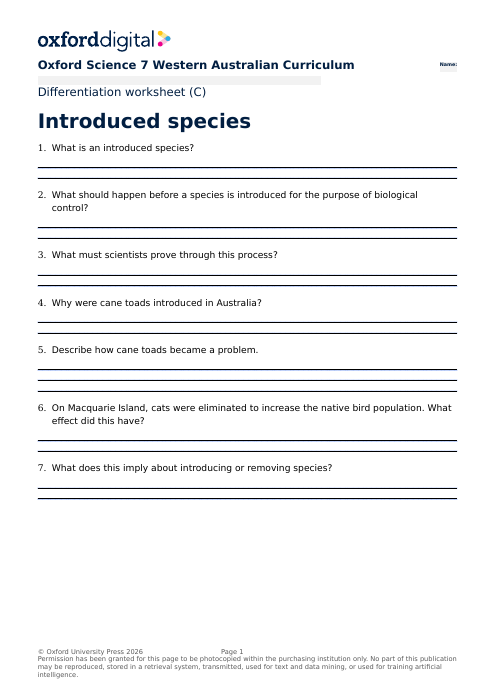 oxforddigital
Oxford Science 7 Western Australian Curriculum
Name:
Differentiation worksheet (C)
Introduced species
1. What is an introduced species?
2. What should happen before a species is introduced for the purpose of biological
control?
3. What must scientists prove through this process?
4. Why were cane toads introduced in Australia?
5. Describe how cane toads became a problem.
6. On Macquarie Island, cats were eliminated to increase the native bird population. What
effect did this have?
7. What does this imply about introducing or removing species?
© Oxford University Press 2026 Page 1
Permission has been granted for this page to be photocopied within the purchasing institution only. No part of this publication
may be reproduced, stored in a retrieval system, transmitted, used for text and data mining, or used for training artificial
intelligence.